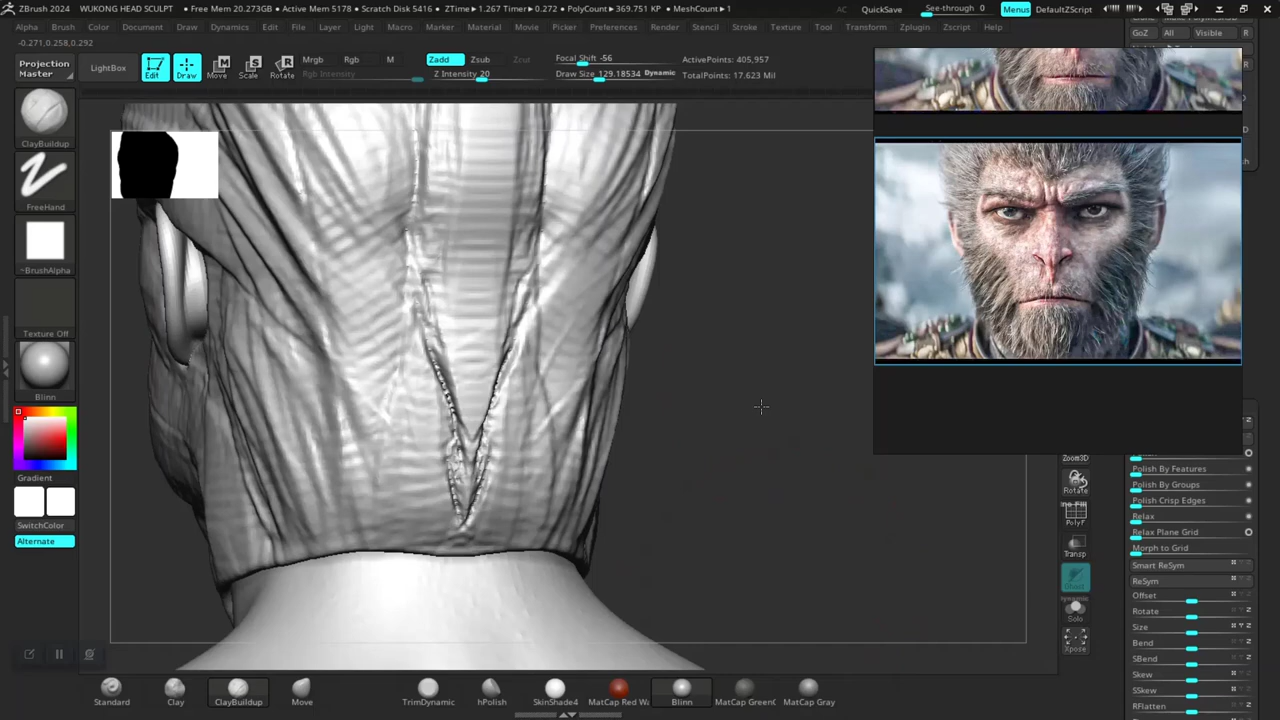 ZBrush 2024 WUKONG HEAD SCULPT • Free Mem 20.273GB • Active Mem 5178 • Scratch Disk 5416 • ZTime▸1.267 Timer▸0.272 • PolyCount▸369.751 KP • MeshCount▸1 AC QuickSave See-through 0 Menus DefaultZScript
Alpha Brush Color Document Draw Dynamics Edit File Layer Light Macro Marker Material Movie Picker Preferences Render Stencil Stroke Texture Tool Transform Zplugin Zscript Help
-0.271,0.258,0.292
GoZ All Visible R
Projection Master
LightBox
Edit Draw Move Scale Rotate
Mrgb Rgb M
Rgb Intensity
Zadd Zsub Zcut
Z Intensity 20
Focal Shift -56
Draw Size 129.18534 Dynamic
ActivePoints: 405,957
TotalPoints: 17.623 Mil
ClayBuildup
FreeHand
~BrushAlpha
Texture Off
Blinn
Gradient
SwitchColor
Alternate
Zoom3D
Rotate
PolyF
Transp
Ghost
Dynamic
Solo
Xpose
Polish By Features
Polish By Groups
Polish Crisp Edges
Relax
Relax Plane Grid
Morph to Grid
Smart ReSym
ReSym
Offset
Rotate
Size
Bend
SBend
Skew
SSkew
RFlatten
Standard Clay ClayBuildup Move TrimDynamic hPolish SkinShade4 MatCap Red Wa Blinn MatCap GreenC MatCap Gray